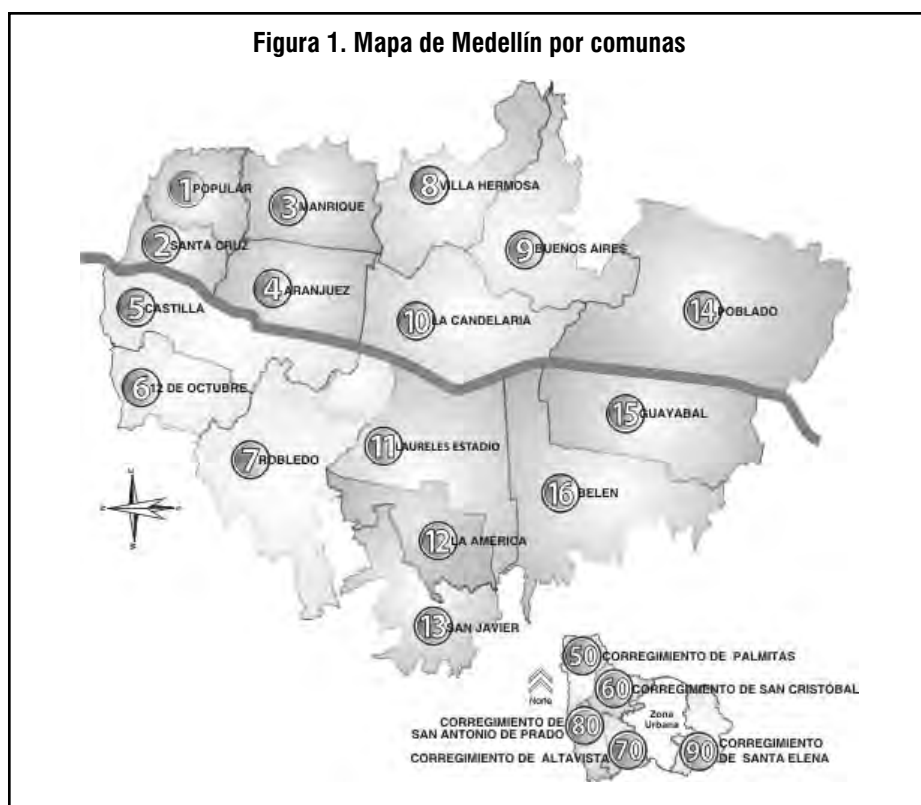 Figura 1. Mapa de Medellín por comunas
1 POPULAR
2 SANTA CRUZ
3 MANRIQUE
4 ARANJUEZ
8 VILLA HERMOSA
9 BUENOS AIRES
14 POBLADO
5 CASTILLA
10 LA CANDELARIA
6 12 DE OCTUBRE
15 GUAYABAL
7 ROBLEDO
11 LAURELES ESTADIO
16 BELEN
12 LA AMÉRICA
13 SAN JAVIER
50 CORREGIMIENTO DE PALMITAS
60 CORREGIMIENTO DE SAN CRISTÓBAL
Norte
Zona
Urbana
CORREGIMIENTO DE
SAN ANTONIO DE PRADO 80
CORREGIMIENTO DE ALTAVISTA 70
90 CORREGIMIENTO
DE SANTA ELENA